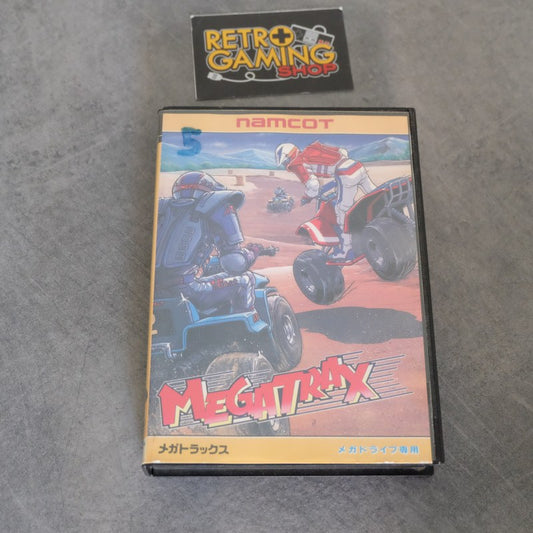 RETRO
GAMING
SHOP
namcot
5
MEGATRAX
メガトラックス
メガドライブ専用